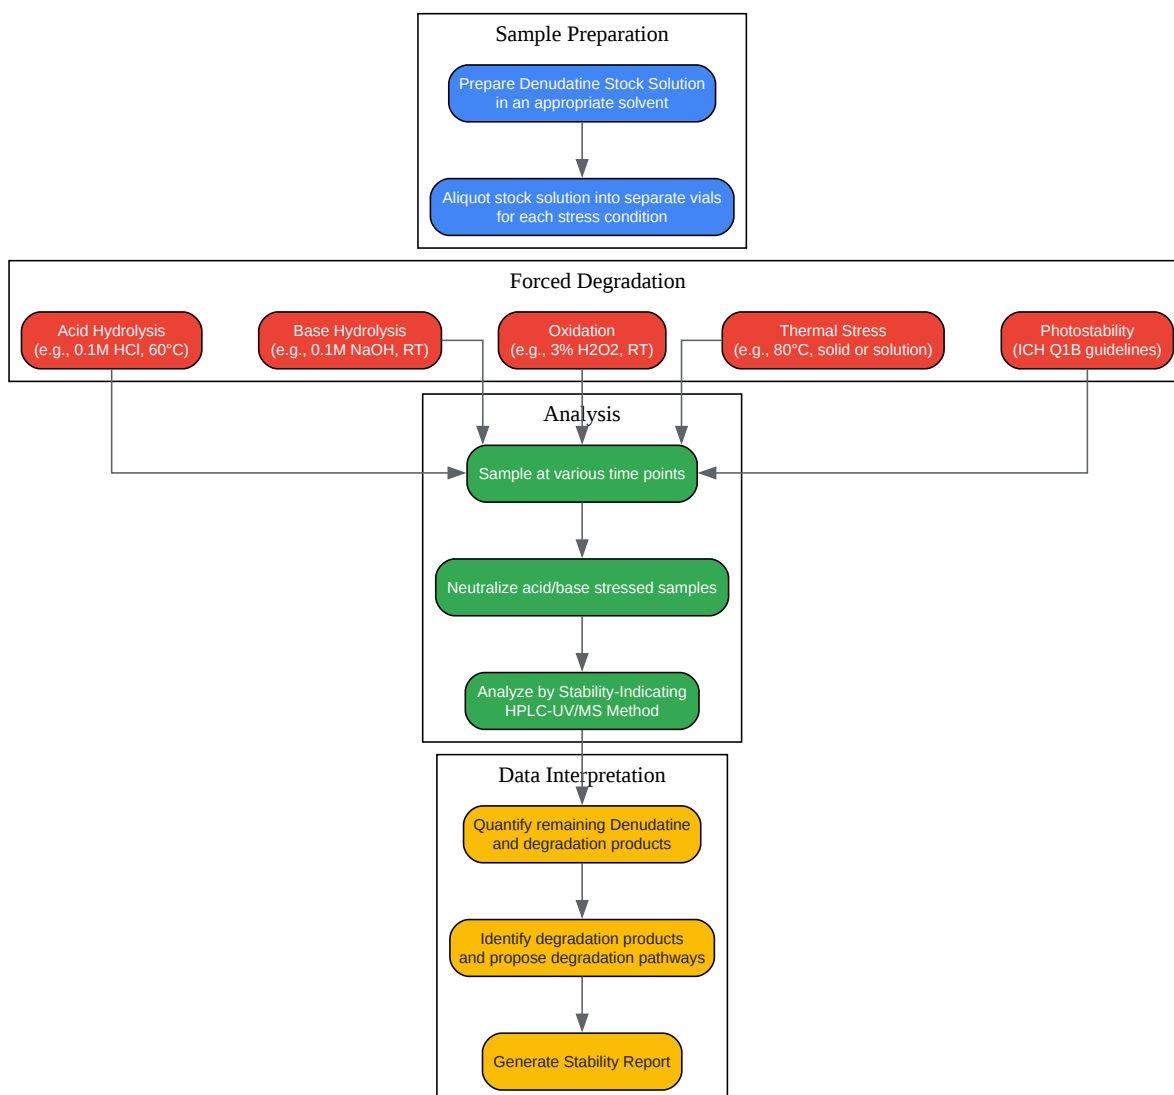 Sample Preparation
Prepare Denudatine Stock Solution
in an appropriate solvent
Aliquot stock solution into separate vials
for each stress condition
Forced Degradation
Acid Hydrolysis
(e.g., 0.1M HCl, 60°C)
Base Hydrolysis
(e.g., 0.1M NaOH, RT)
Oxidation
(e.g., 3% H2O2, RT)
Thermal Stress
(e.g., 80°C, solid or solution)
Photostability
(ICH Q1B guidelines)
Analysis
Sample at various time points
Neutralize acid/base stressed samples
Analyze by Stability-Indicating
HPLC-UV/MS Method
Data Interpretation
Quantify remaining Denudatine
and degradation products
Identify degradation products
and propose degradation pathways
Generate Stability Report